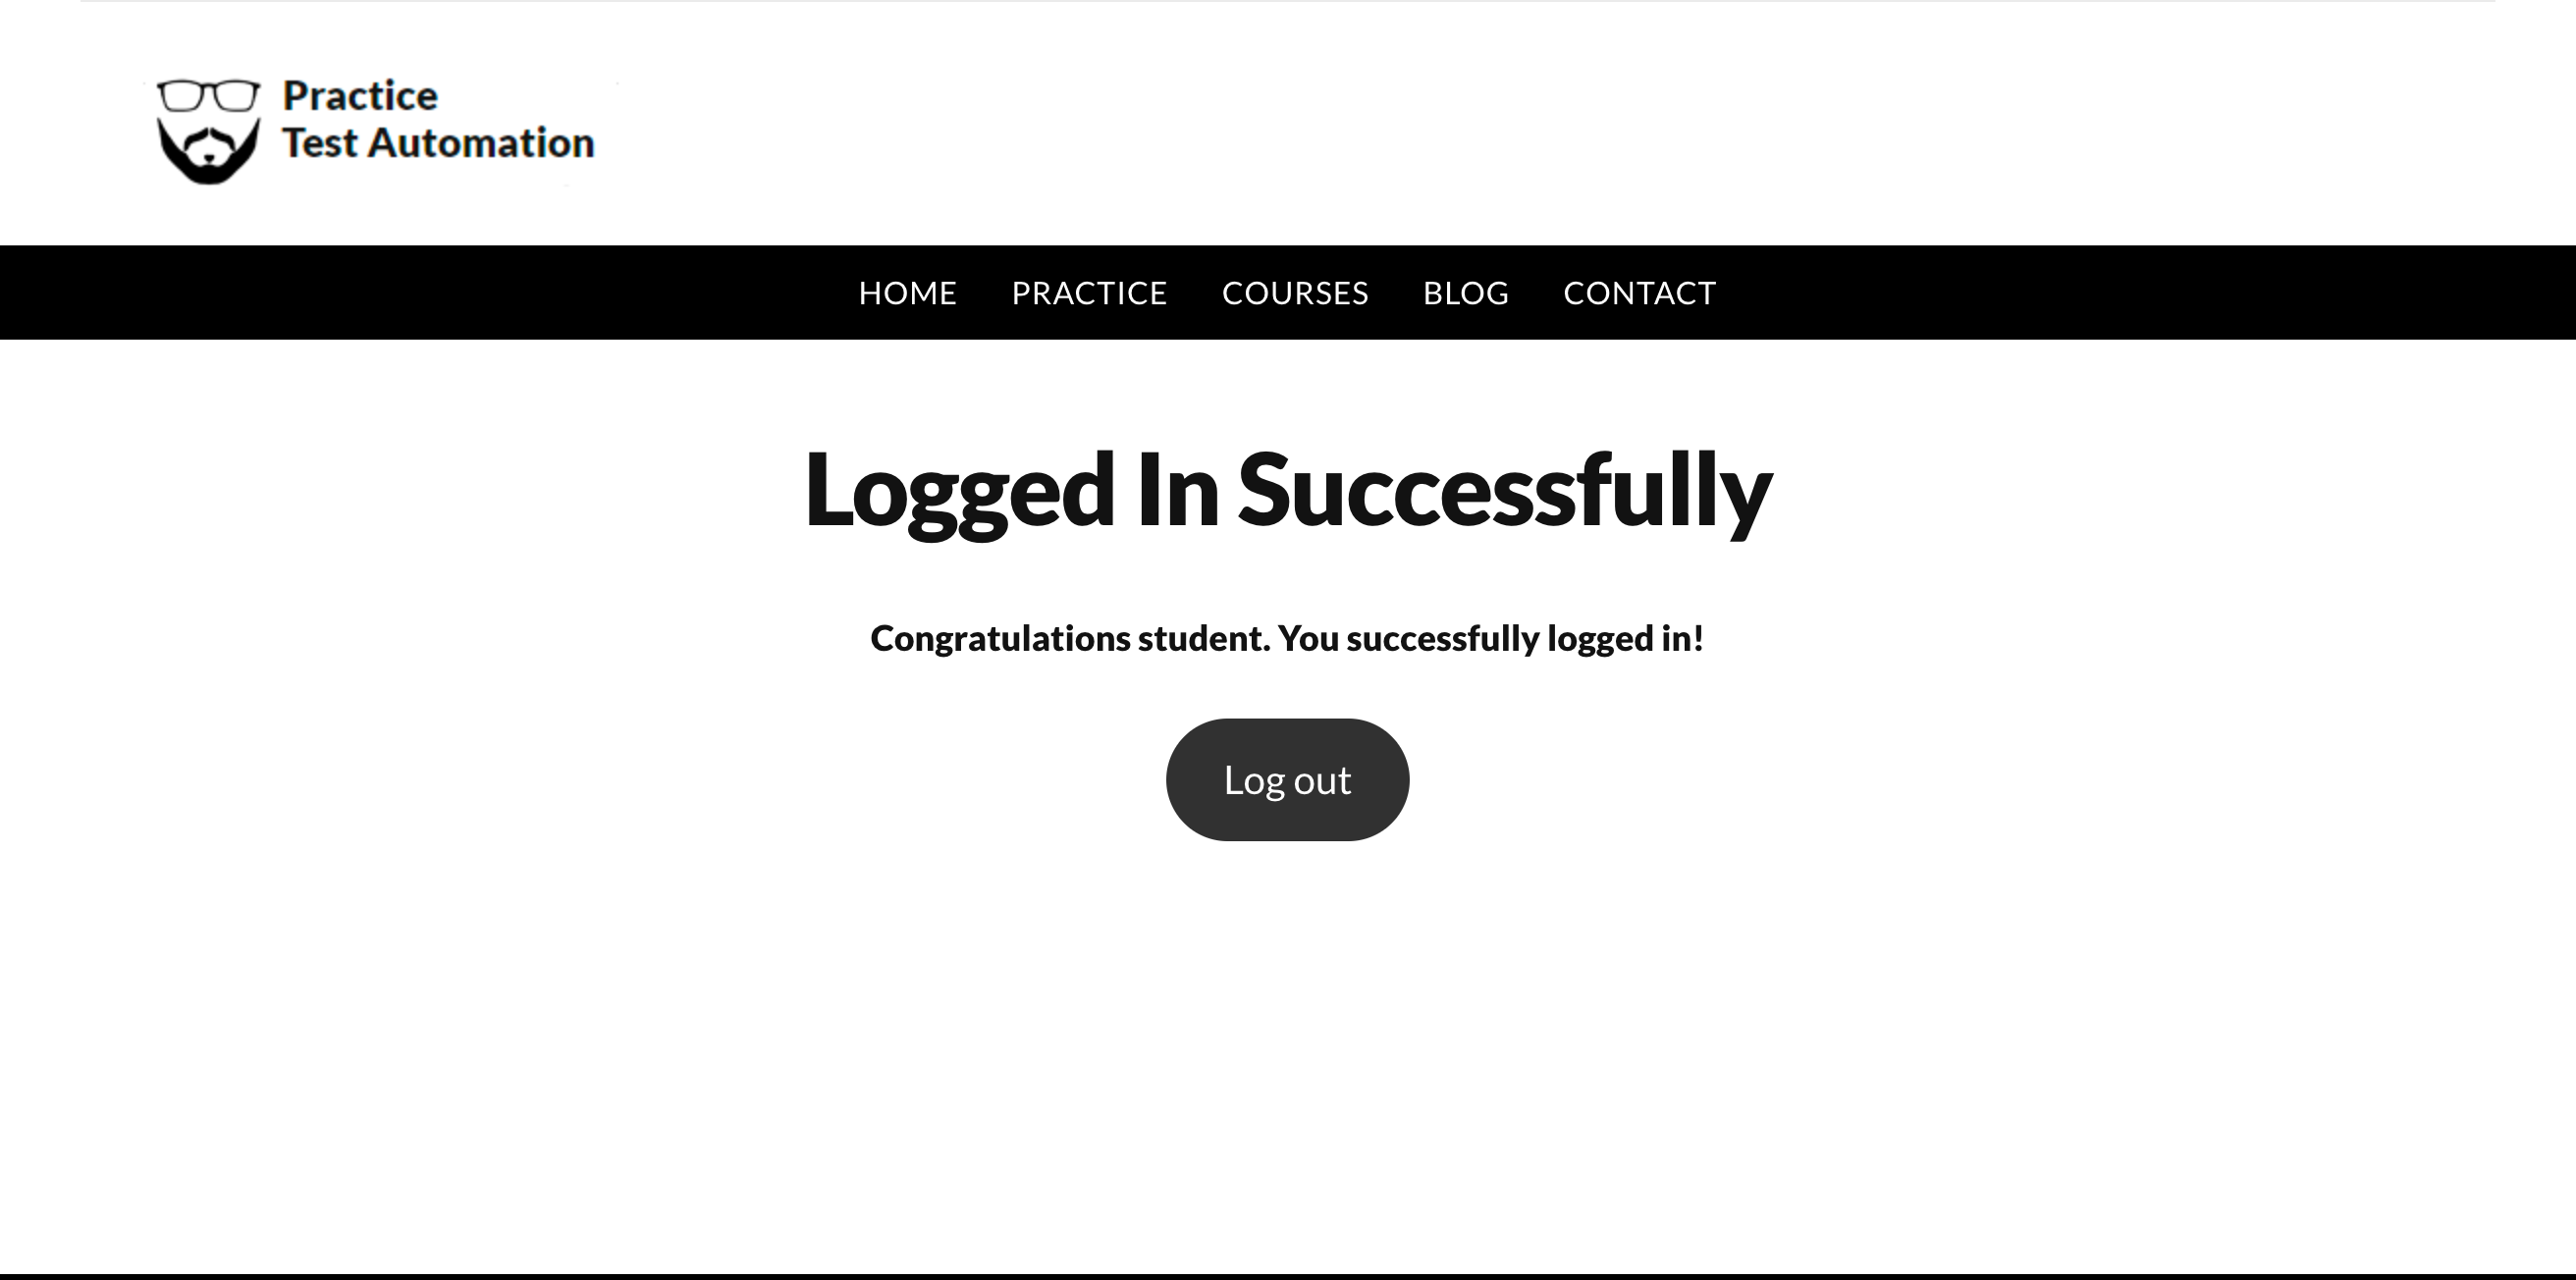 Practice
Test Automation
HOME PRACTICE COURSES BLOG CONTACT
Logged In Successfully
Congratulations student. You successfully logged in!
Log out